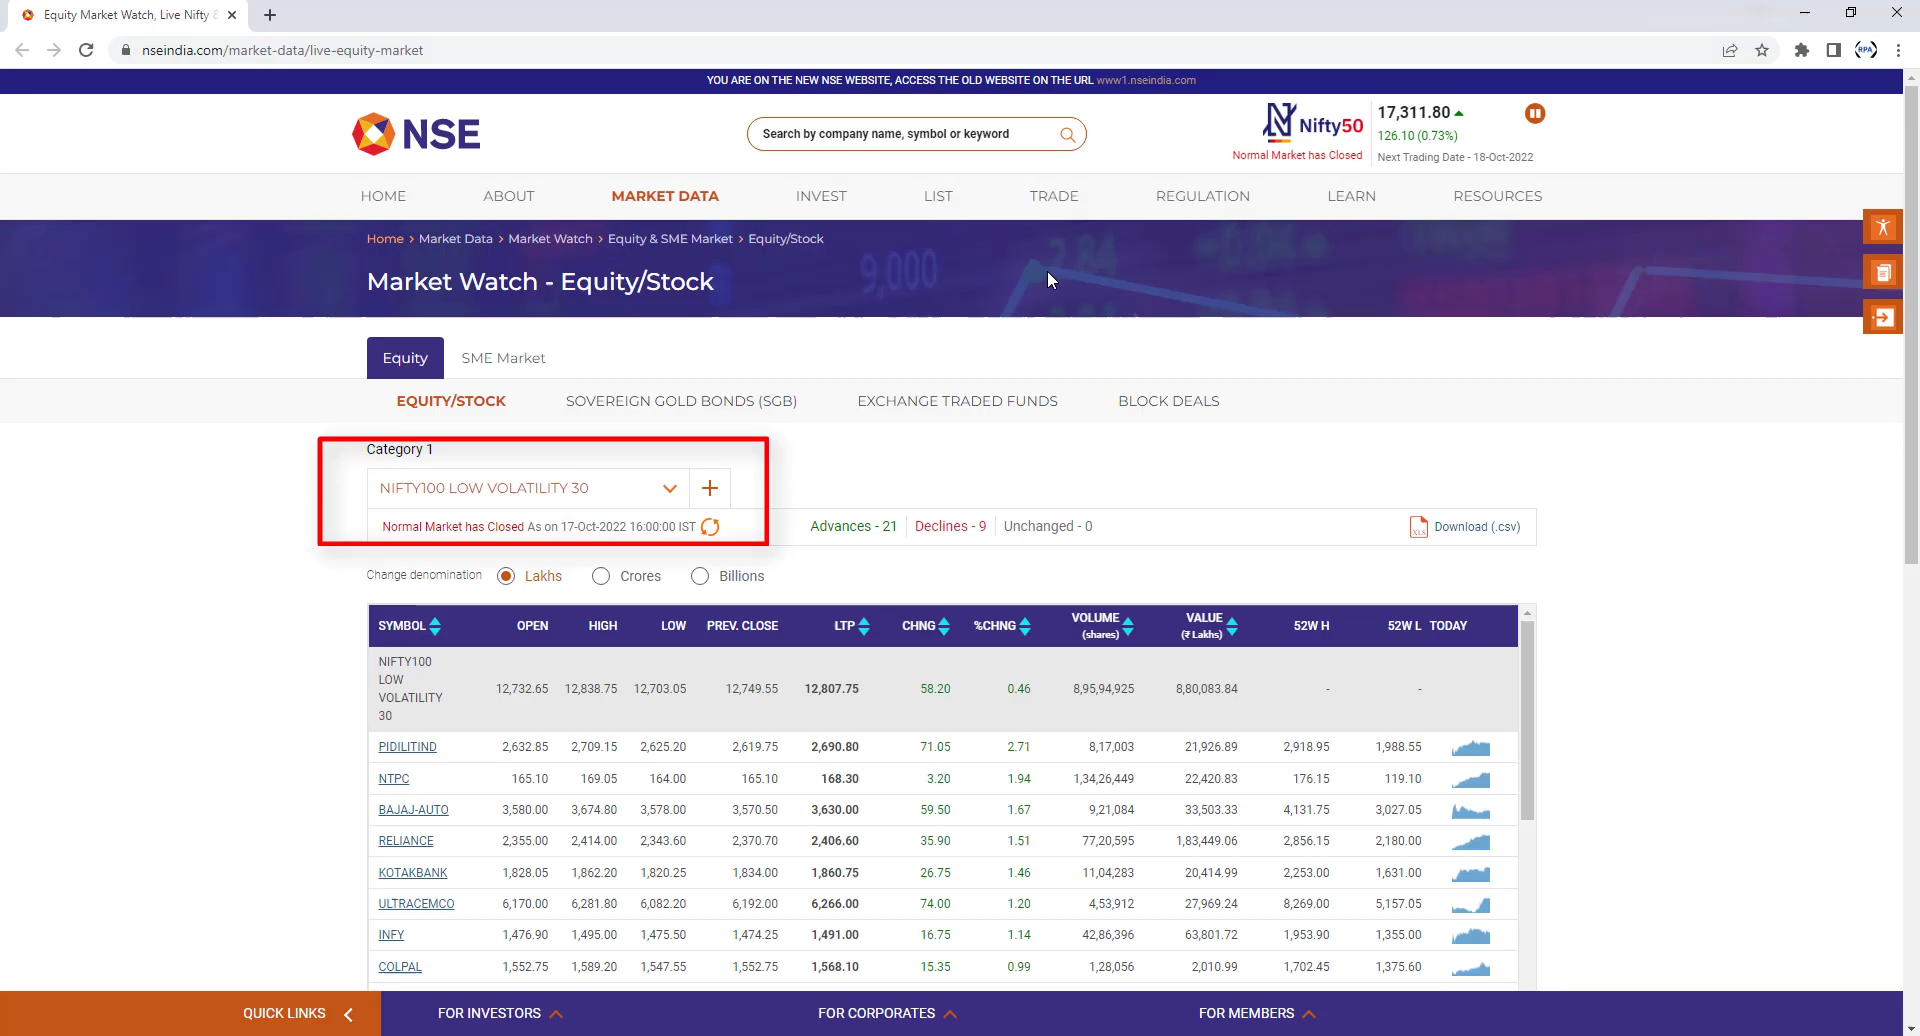 Equity Market Watch, Live Nifty
nseindia.com/market-data/live-equity-market
RPA
YOU ARE ON THE NEW NSE WEBSITE, ACCESS THE OLD WEBSITE ON THE URL www1.nseindia.com
NSE
Search by company name, symbol or keyword
Nifty50
17,311.80
126.10 (0.73%)
Normal Market has Closed
Next Trading Date - 18-Oct-2022
HOME ABOUT MARKET DATA INVEST LIST TRADE REGULATION LEARN RESOURCES
Home > Market Data > Market Watch > Equity & SME Market > Equity/Stock
9,000
2.84
Market Watch - Equity/Stock
Equity SME Market
EQUITY/STOCK SOVEREIGN GOLD BONDS (SGB) EXCHANGE TRADED FUNDS BLOCK DEALS
Category 1
NIFTY100 LOW VOLATILITY 30 +
Normal Market has Closed As on 17-Oct-2022 16:00:00 IST Advances - 21 Declines - 9 Unchanged - 0 XLS Download (.csv)
Change denomination Lakhs Crores Billions
SYMBOL OPEN HIGH LOW PREV. CLOSE LTP CHNG %CHNG VOLUME (shares) VALUE (₹ Lakhs) 52W H 52W L TODAY
NIFTY100 LOW VOLATILITY 30 12,732.65 12,838.75 12,703.05 12,749.55 12,807.75 58.20 0.46 8,95,94,925 8,80,083.84 - -
PIDILITIND 2,632.85 2,709.15 2,625.20 2,619.75 2,690.80 71.05 2.71 8,17,003 21,926.89 2,918.95 1,988.55
NTPC 165.10 169.05 164.00 165.10 168.30 3.20 1.94 1,34,26,449 22,420.83 176.15 119.10
BAJAJ-AUTO 3,580.00 3,674.80 3,578.00 3,570.50 3,630.00 59.50 1.67 9,21,084 33,503.33 4,131.75 3,027.05
RELIANCE 2,355.00 2,414.00 2,343.60 2,370.70 2,406.60 35.90 1.51 77,20,595 1,83,449.06 2,856.15 2,180.00
KOTAKBANK 1,828.05 1,862.20 1,820.25 1,834.00 1,860.75 26.75 1.46 11,04,283 20,414.99 2,253.00 1,631.00
ULTRACEMCO 6,170.00 6,281.80 6,082.20 6,192.00 6,266.00 74.00 1.20 4,53,912 27,969.24 8,269.00 5,157.05
INFY 1,476.90 1,495.00 1,475.50 1,474.25 1,491.00 16.75 1.14 42,86,396 63,801.72 1,953.90 1,355.00
COLPAL 1,552.75 1,589.20 1,547.55 1,552.75 1,568.10 15.35 0.99 1,28,056 2,010.99 1,702.45 1,375.60
QUICK LINKS FOR INVESTORS FOR CORPORATES FOR MEMBERS